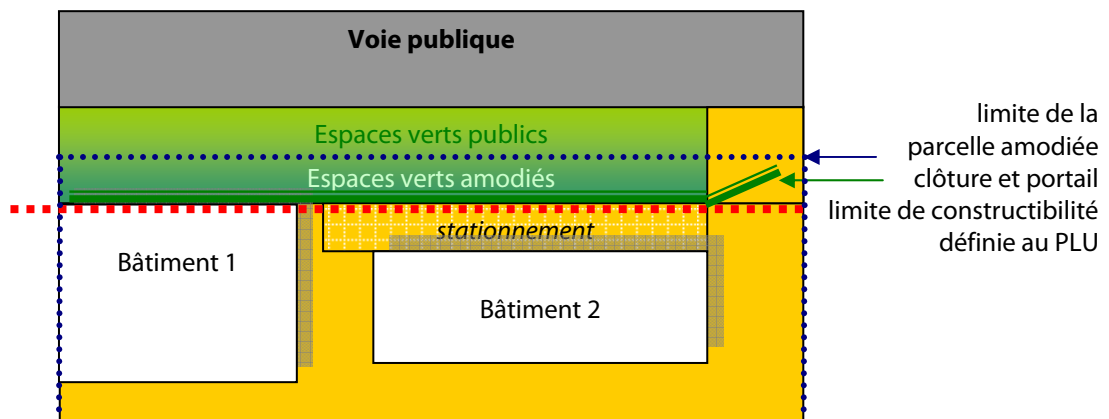 Voie publique
Espaces verts publics
Espaces verts amodiés
stationnement
Bâtiment 1
Bâtiment 2
limite de la
parcelle amodiée
clôture et portail
limite de constructibilité
définie au PLU